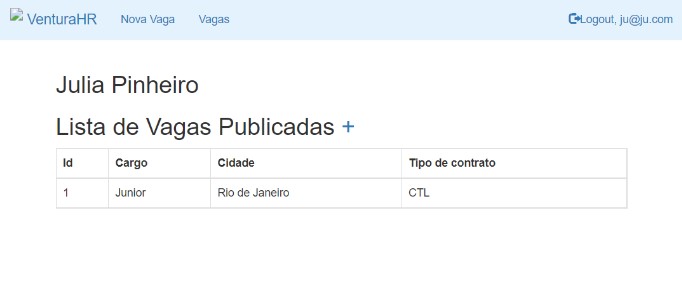 VenturaHR Nova Vaga Vagas Logout, ju@ju.com
Julia Pinheiro
Lista de Vagas Publicadas +
Id Cargo Cidade Tipo de contrato
1 Junior Rio de Janeiro CTL